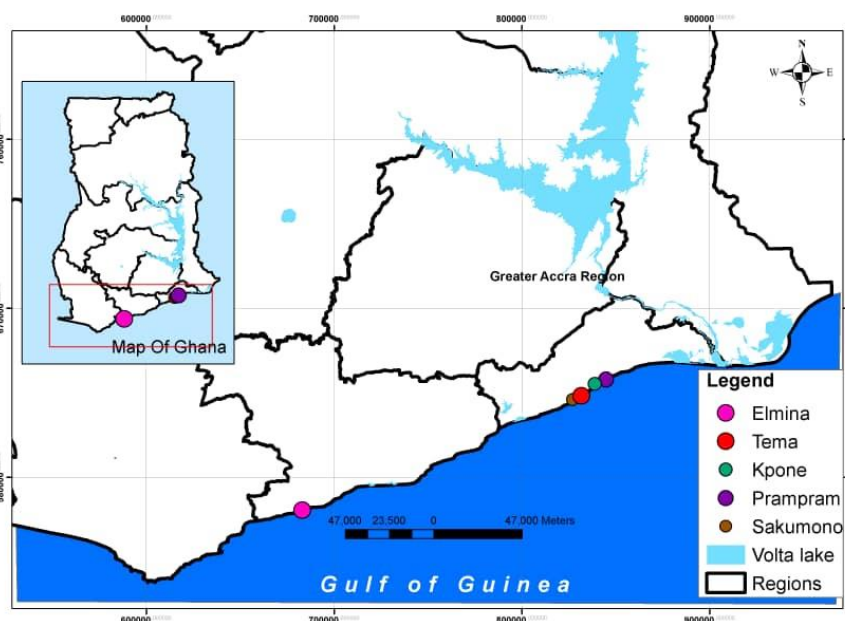 600000 700000 800000 900000
N
W E
S
Greater Accra Region
Map Of Ghana
Legend
Elmina
Tema
Kpone
Prampram
Sakumono
Volta lake
Regions
47,000 23,500 0 47,000 Meters
Gulf of Guinea
600000 700000 800000 900000